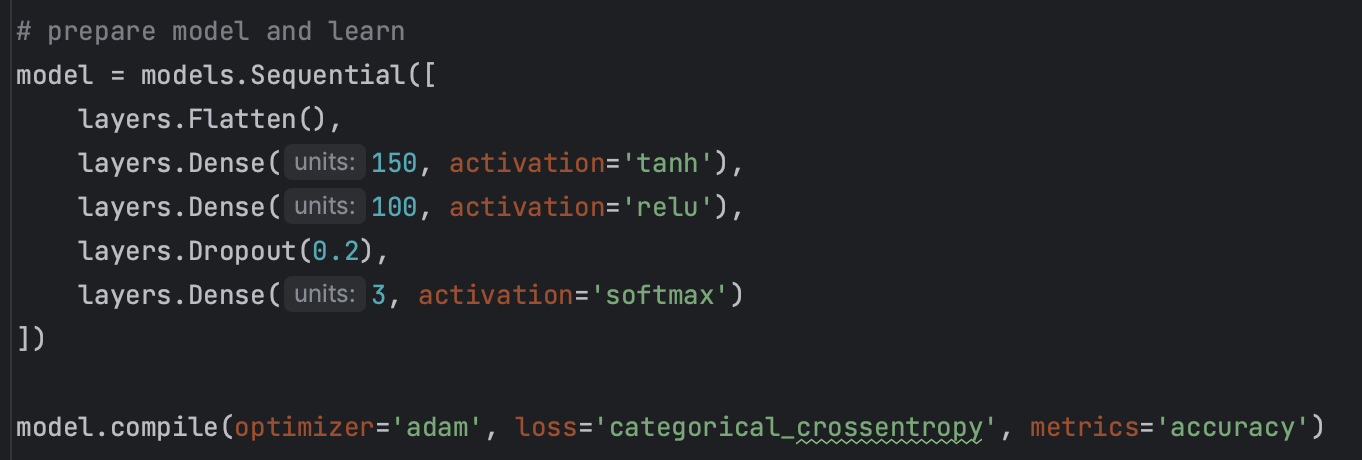 # prepare model and learn
model = models.Sequential([
    layers.Flatten(),
    layers.Dense( units: 150, activation='tanh'),
    layers.Dense( units: 100, activation='relu'),
    layers.Dropout(0.2),
    layers.Dense( units: 3, activation='softmax')
])
model.compile(optimizer='adam', loss='categorical_crossentropy', metrics='accuracy')